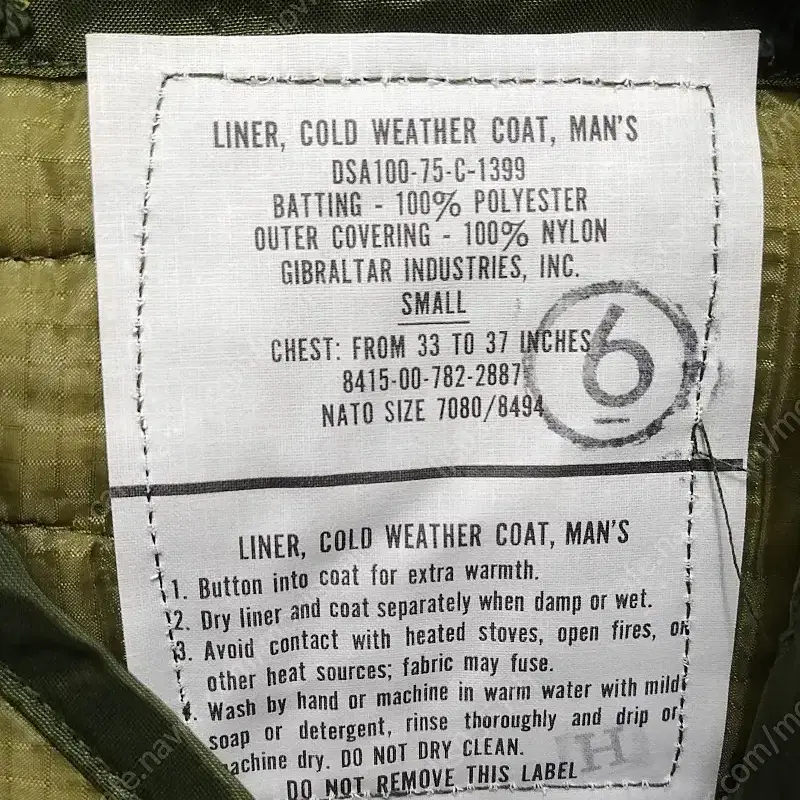 LINER, COLD WEATHER COAT, MAN'S
DSA100-75-C-1399
BATTING - 100% POLYESTER
OUTER COVERING - 100% NYLON
GIBRALTAR INDUSTRIES, INC.
SMALL
CHEST: FROM 33 TO 37 INCHES
8415-00-782-2887
NATO SIZE 7080/8494
6
LINER, COLD WEATHER COAT, MAN'S
1. Button into coat for extra warmth.
2. Dry liner and coat separately when damp or wet.
3. Avoid contact with heated stoves, open fires, or
other heat sources; fabric may fuse.
4. Wash by hand or machine in warm water with mild
soap or detergent, rinse thoroughly and drip or
machine dry. DO NOT DRY CLEAN.
H
DO NOT REMOVE THIS LABEL